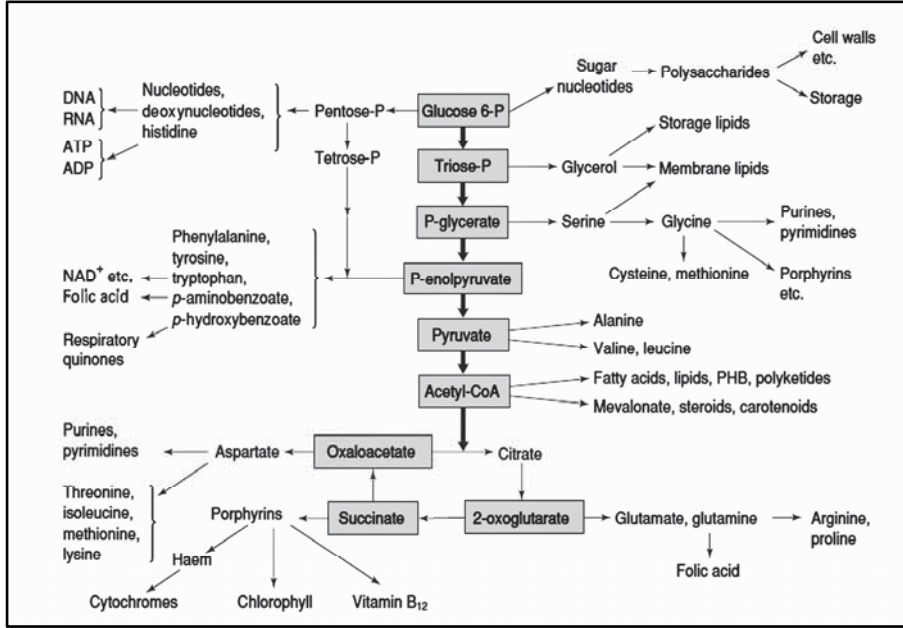 Cell walls
etc.
Sugar
nucleotides
Polysaccharides
Storage
DNA
RNA
ATP
ADP
Nucleotides,
deoxynucleotides,
histidine
Pentose-P
Glucose 6-P
Tetrose-P
Storage lipids
Triose-P
Glycerol
Membrane lipids
P-glycerate
Serine
Glycine
Purines,
pyrimidines
Cysteine, methionine
Porphyrins
etc.
Phenylalanine,
tyrosine,
tryptophan,
p-aminobenzoate,
p-hydroxybenzoate
NAD+ etc.
Folic acid
Respiratory
quinones
P-enolpyruvate
Pyruvate
Alanine
Valine, leucine
Acetyl-CoA
Fatty acids, lipids, PHB, polyketides
Mevalonate, steroids, carotenoids
Purines,
pyrimidines
Aspartate
Oxaloacetate
Citrate
Threonine,
isoleucine,
methionine,
lysine
Porphyrins
Succinate
2-oxoglutarate
Glutamate, glutamine
Arginine,
proline
Haem
Folic acid
Cytochromes
Chlorophyll
Vitamin B12